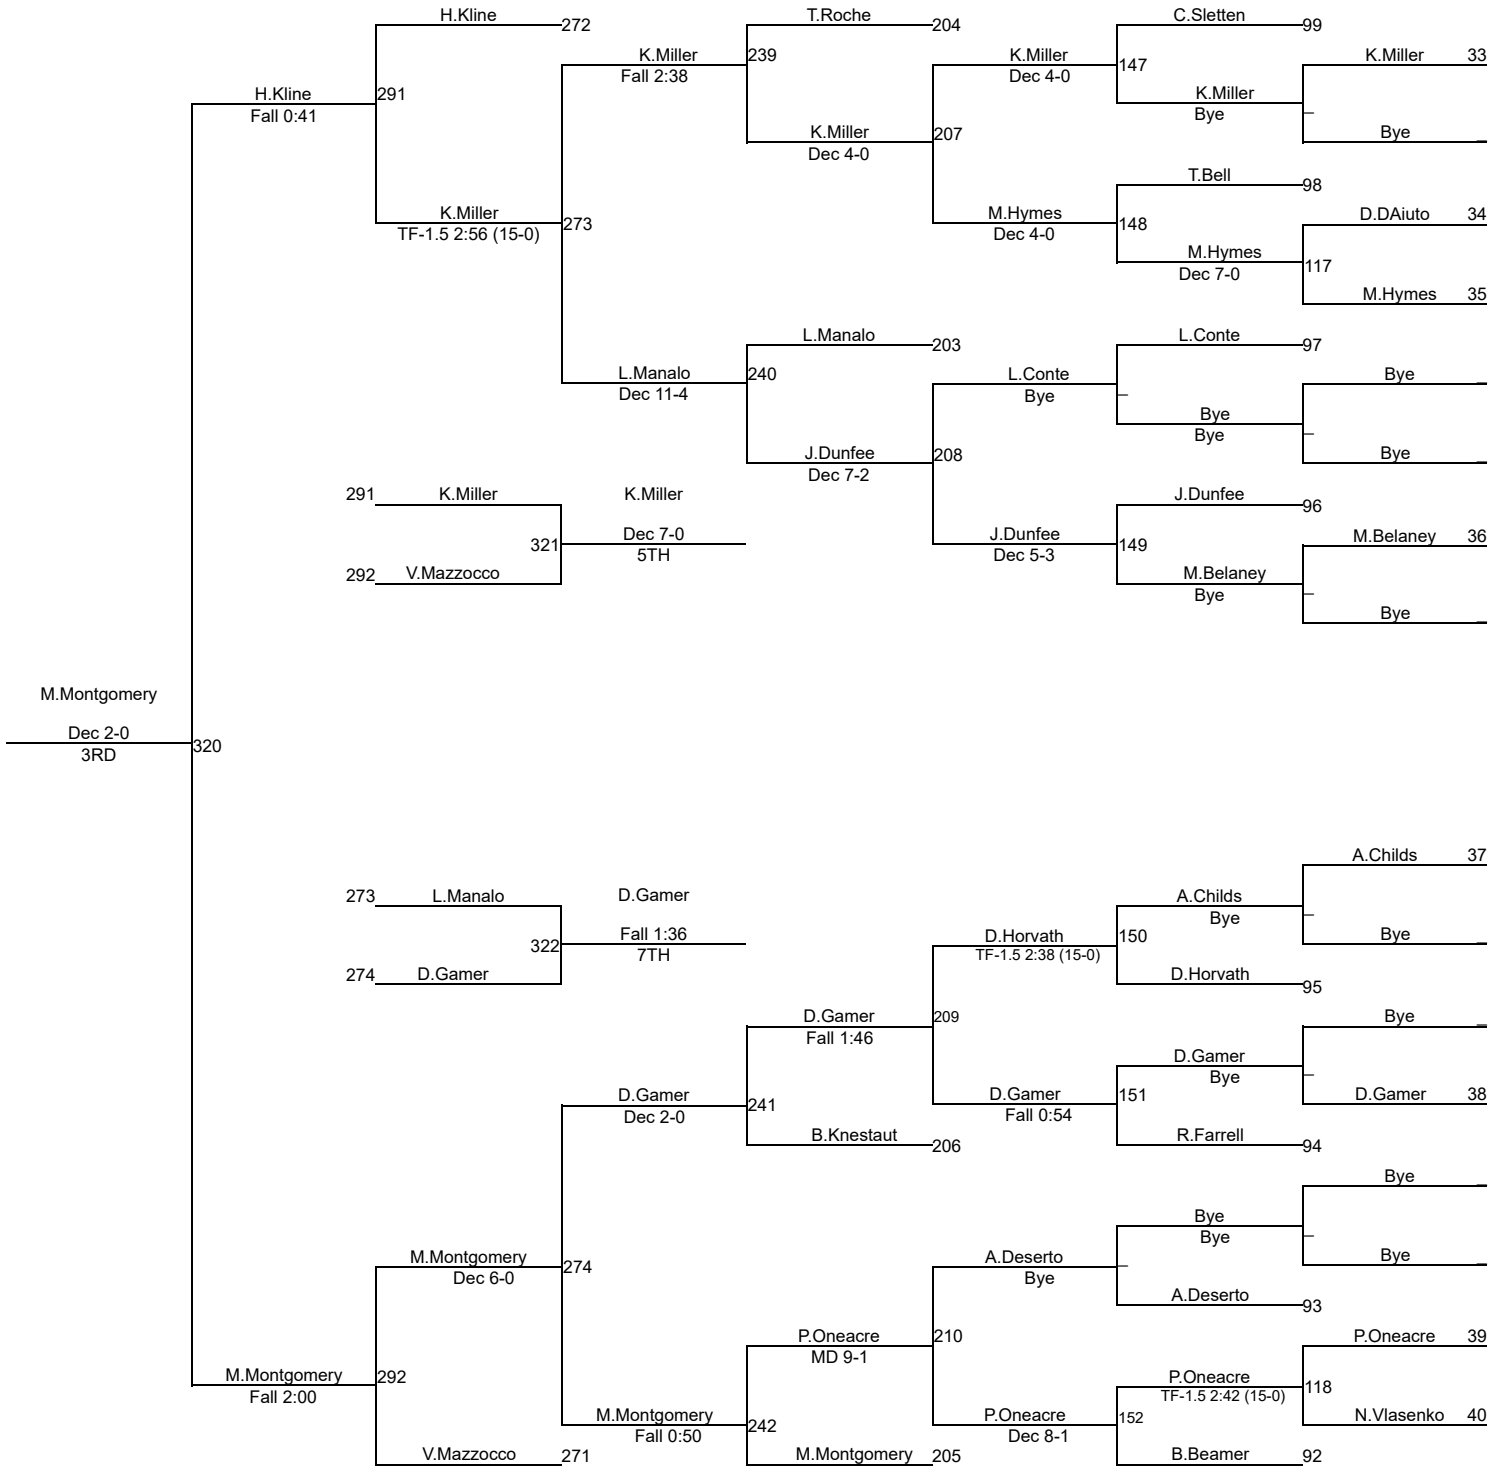 H.Kline
272
T.Roche
204
C.Sletten
99
K.Miller
Fall 2:38
239
K.Miller
Dec 4-0
147
K.Miller 33
H.Kline
Fall 0:41
291
K.Miller
Bye
K.Miller
Dec 4-0
207
Bye
T.Bell
98
K.Miller
TF-1.5 2:56 (15-0)
273
M.Hymes
Dec 4-0
148
D.DAiuto 34
M.Hymes
Dec 7-0
117
M.Hymes 35
L.Manalo
203
L.Conte
97
L.Manalo
Dec 11-4
240
L.Conte
Bye
Bye
Bye
Bye
J.Dunfee
Dec 7-2
208
Bye
291 K.Miller
K.Miller
J.Dunfee
96
321
Dec 7-0
5TH
J.Dunfee
Dec 5-3
149
M.Belaney 36
292 V.Mazzocco
M.Belaney
Bye
Bye
M.Montgomery
Dec 2-0
3RD
320
A.Childs 37
273 L.Manalo
D.Gamer
A.Childs
Bye
322
Fall 1:36
7TH
D.Horvath
TF-1.5 2:38 (15-0)
150
Bye
274 D.Gamer
D.Horvath
95
D.Gamer
Fall 1:46
209
Bye
D.Gamer
Bye
D.Gamer
Dec 2-0
241
D.Gamer
Fall 0:54
151
D.Gamer 38
B.Knestaut
206
R.Farrell
94
Bye
Bye
Bye
M.Montgomery
Dec 6-0
274
A.Deserto
Bye
Bye
A.Deserto
93
P.Oneacre
MD 9-1
210
P.Oneacre 39
M.Montgomery
Fall 2:00
292
P.Oneacre
TF-1.5 2:42 (15-0)
118
M.Montgomery
Fall 0:50
242
P.Oneacre
Dec 8-1
152
N.Vlasenko 40
V.Mazzocco
271
M.Montgomery
205
B.Beamer
92